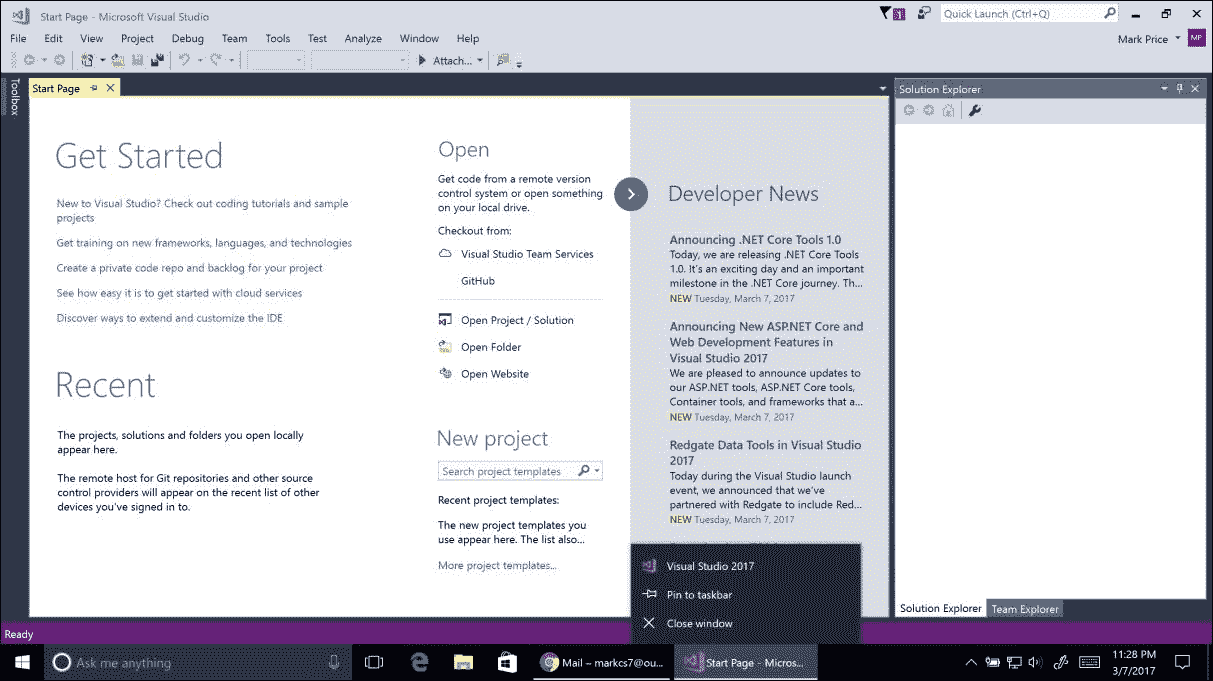 Start Page - Microsoft Visual Studio
Quick Launch (Ctrl+Q)
File Edit View Project Debug Team Tools Test Analyze Window Help
Mark Price
MP
Attach...
Toolbox
Start Page
Solution Explorer
Get Started
New to Visual Studio? Check out coding tutorials and sample
projects
Get training on new frameworks, languages, and technologies
Create a private code repo and backlog for your project
See how easy it is to get started with cloud services
Discover ways to extend and customize the IDE
Recent
The projects, solutions and folders you open locally
appear here.
The remote host for Git repositories and other source
control providers will appear on the recent list of other
devices you've signed in to.
Open
Get code from a remote version
control system or open something
on your local drive.
Checkout from:
Visual Studio Team Services
GitHub
Open Project / Solution
Open Folder
Open Website
New project
Search project templates
Recent project templates:
The new project templates you
use appear here. The list also...
More project templates...
Developer News
Announcing .NET Core Tools 1.0
Today, we are releasing .NET Core Tools
1.0. It's an exciting day and an important
milestone in the .NET Core journey. Th...
NEW Tuesday, March 7, 2017
Announcing New ASP.NET Core and
Web Development Features in
Visual Studio 2017
We are pleased to announce updates to
our ASP.NET tools, ASP.NET Core tools,
Container tools, and frameworks that a...
NEW Tuesday, March 7, 2017
Redgate Data Tools in Visual Studio
2017
Today during the Visual Studio launch
event, we announced that we've
partnered with Redgate to include Red...
NEW Tuesday, March 7, 2017
Visual Studio 2017
Pin to taskbar
Close window
Solution Explorer Team Explorer
Ready
Ask me anything
Mail ~ markcs7@ou...
Start Page - Micros...
11:28 PM
3/7/2017